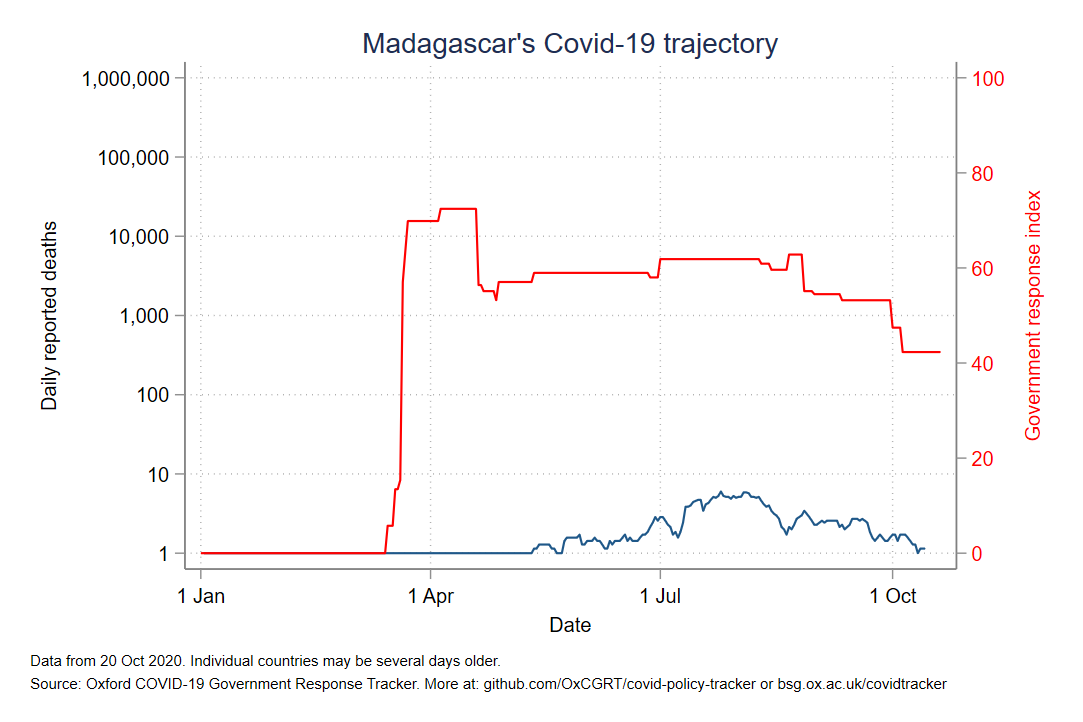 Madagascar's Covid-19 trajectory
1,000,000
100,000
10,000
1,000
100
10
1
Daily reported deaths
100
80
60
40
20
0
Government response index
1 Jan
1 Apr
1 Jul
1 Oct
Date
Data from 20 Oct 2020. Individual countries may be several days older.
Source: Oxford COVID-19 Government Response Tracker. More at: github.com/OxCGRT/covid-policy-tracker or bsg.ox.ac.uk/covidtracker